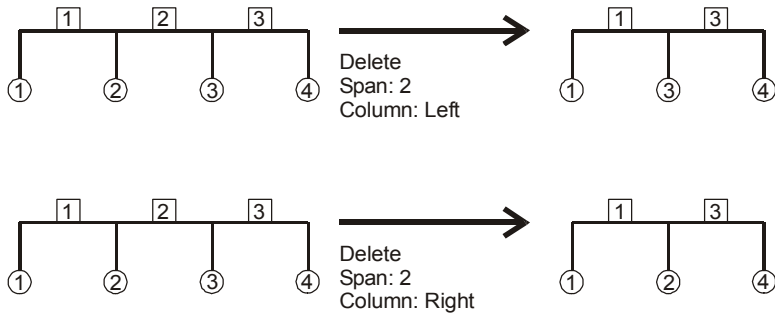 1 2 3 1 3
Delete
Span: 2
Column: Left
1 2 3 4 1 3 4
1 2 3 1 3
Delete
Span: 2
Column: Right
1 2 3 4 1 2 4